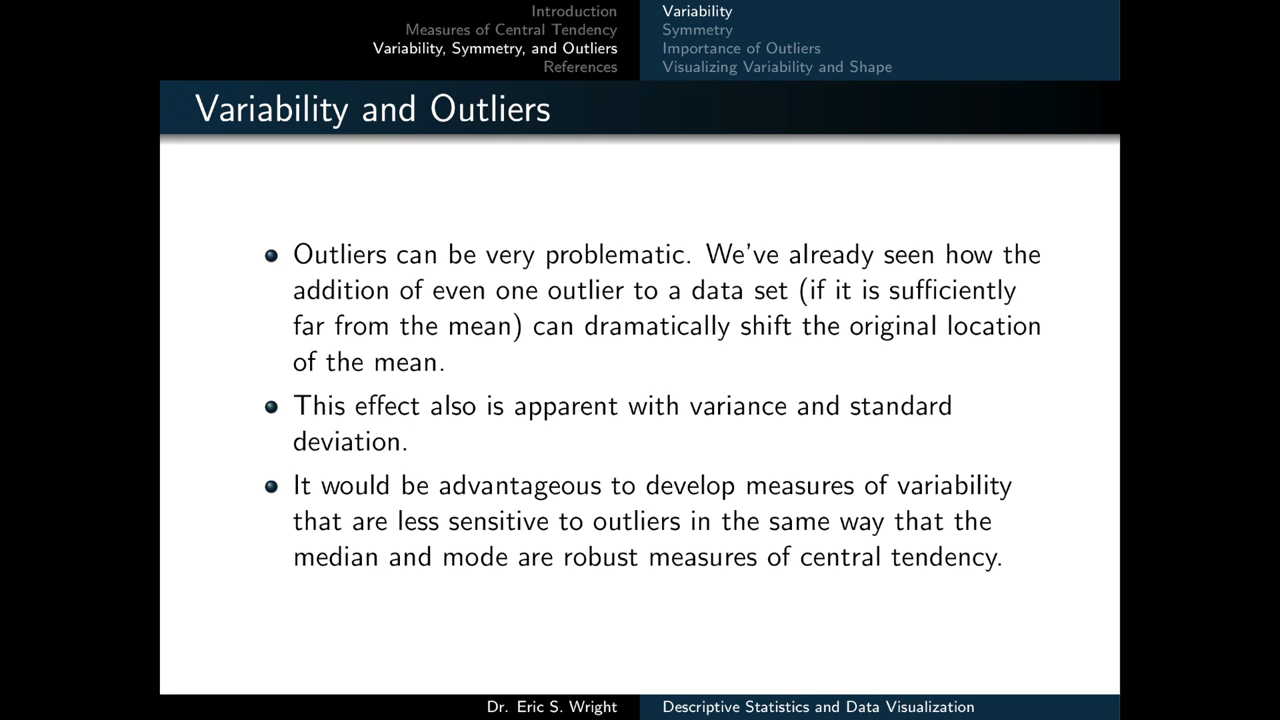 Introduction
Measures of Central Tendency
Variability, Symmetry, and Outliers
References
Variability
Symmetry
Importance of Outliers
Visualizing Variability and Shape
Variability and Outliers
Outliers can be very problematic. We've already seen how the
addition of even one outlier to a data set (if it is sufficiently
far from the mean) can dramatically shift the original location
of the mean.
This effect also is apparent with variance and standard
deviation.
It would be advantageous to develop measures of variability
that are less sensitive to outliers in the same way that the
median and mode are robust measures of central tendency.
Dr. Eric S. Wright
Descriptive Statistics and Data Visualization